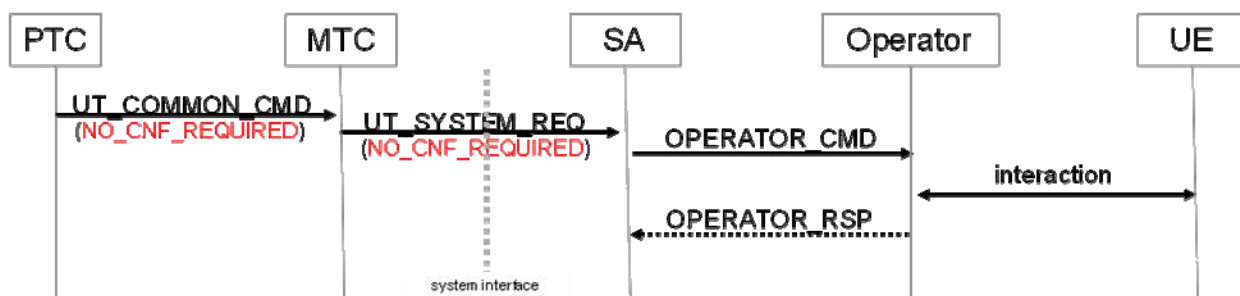 PTC MTC SA Operator UE
UT_COMMON_CMD
(NO_CNF_REQUIRED)
UT_SYSTEM_REQ
(NO_CNF_REQUIRED)
OPERATOR_CMD
interaction
OPERATOR_RSP
system interface